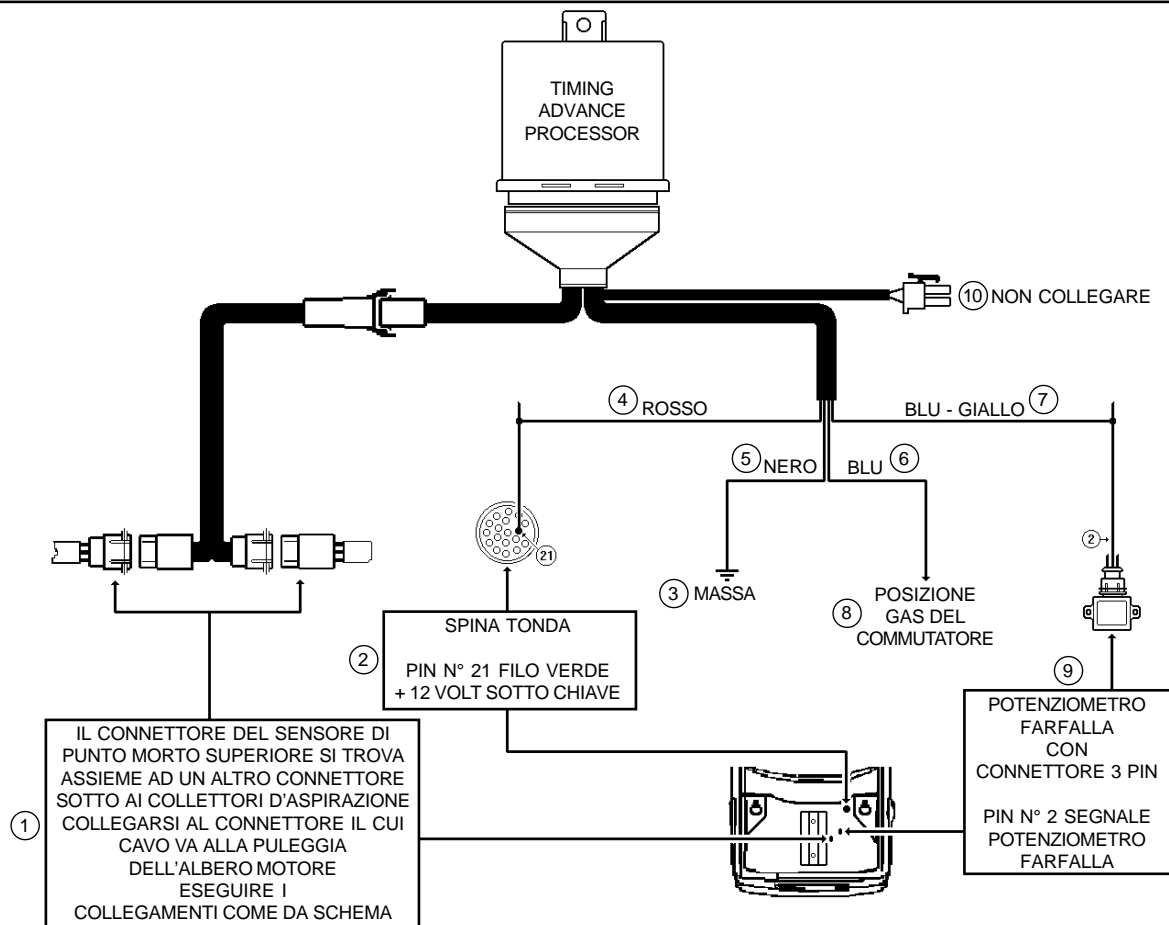 TIMING
ADVANCE
PROCESSOR
10 NON COLLEGARE
4 ROSSO
BLU - GIALLO 7
5 NERO
BLU 6
2
21
3 MASSA
8 POSIZIONE
GAS DEL
COMMUTATORE
2
SPINA TONDA
PIN N° 21 FILO VERDE
+ 12 VOLT SOTTO CHIAVE
9
POTENZIOMETRO
FARFALLA
CON
CONNETTORE 3 PIN
PIN N° 2 SEGNALE
POTENZIOMETRO
FARFALLA
1
IL CONNETTORE DEL SENSORE DI
PUNTO MORTO SUPERIORE SI TROVA
ASSIEME AD UN ALTRO CONNETTORE
SOTTO AI COLLETTORI D'ASPIRAZIONE
COLLEGARSI AL CONNETTORE IL CUI
CAVO VA ALLA PULEGGIA
DELL'ALBERO MOTORE
ESEGUIRE I
COLLEGAMENTI COME DA SCHEMA